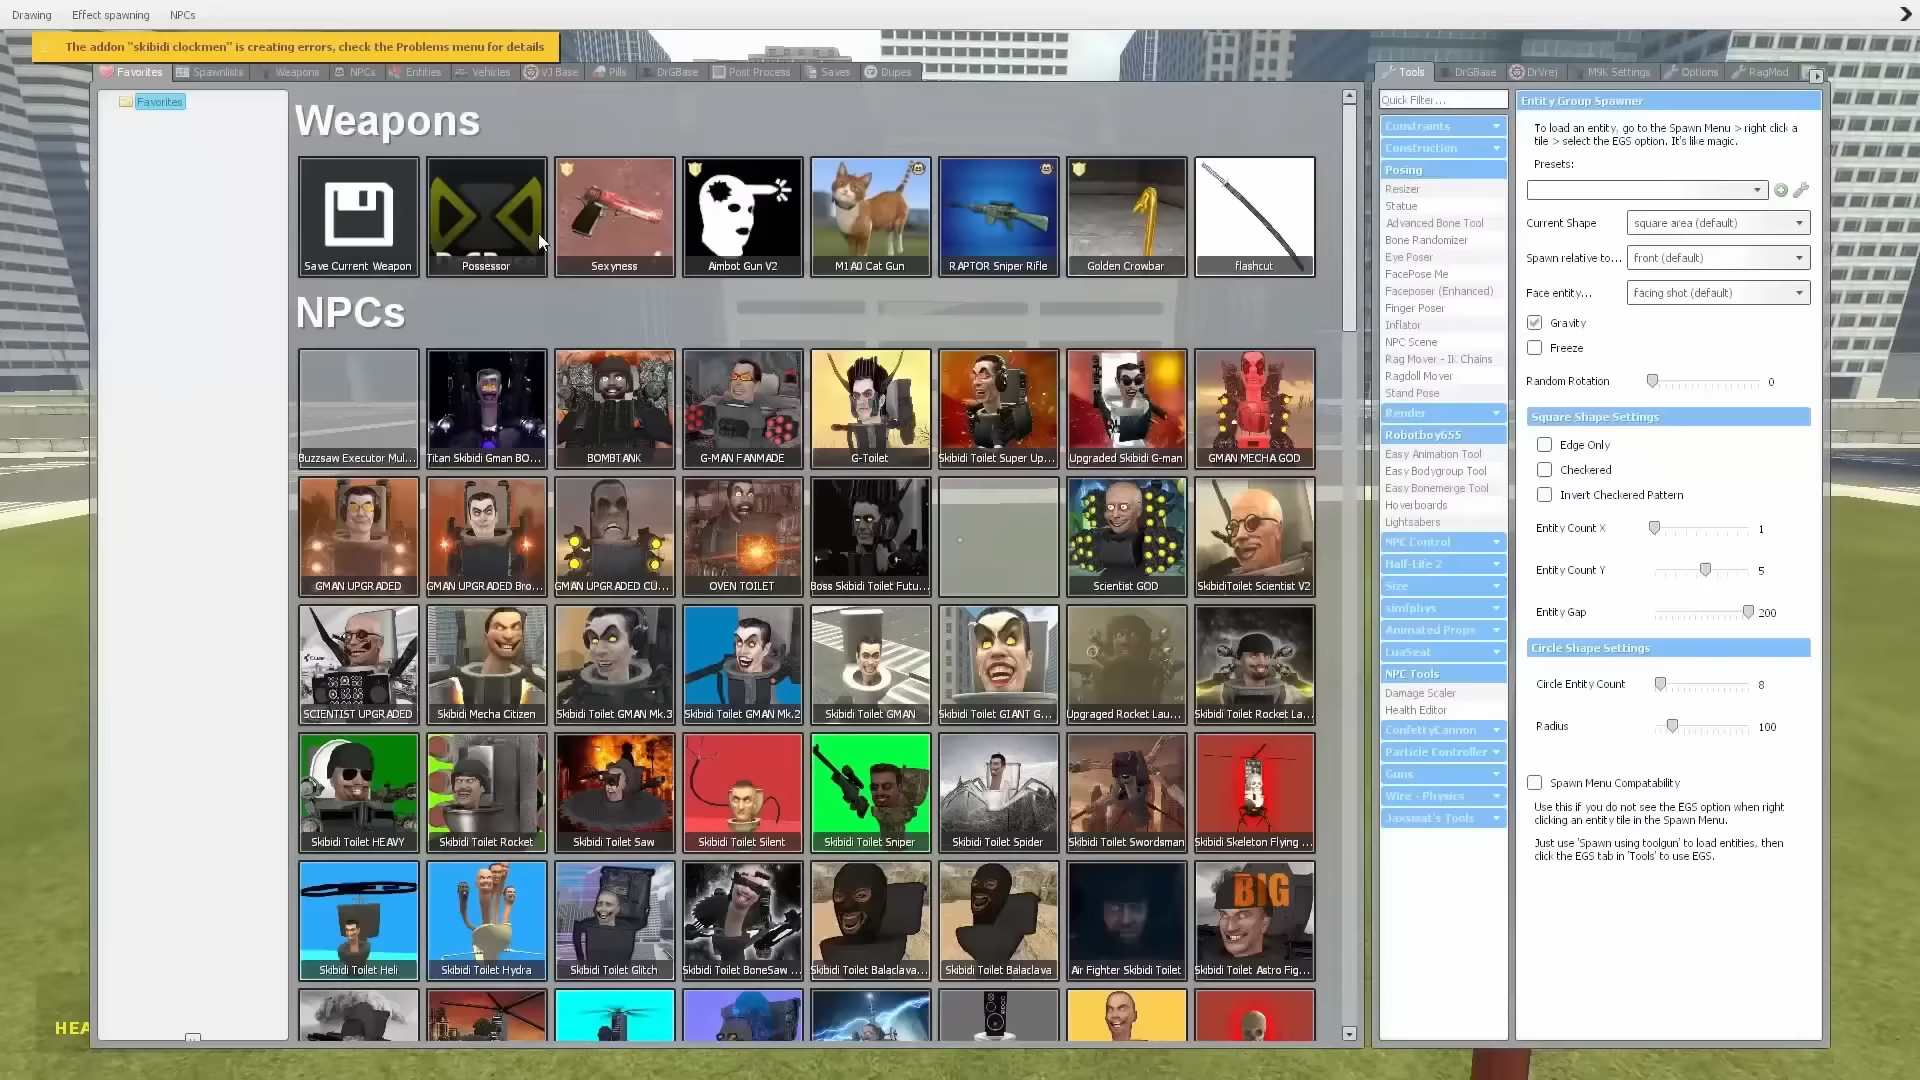 Drawing Effect spawning NPCs
The addon "skibidi clockmen" is creating errors, check the Problems menu for details
Favorites Spawnlists Weapons NPCs Entities Vehicles VJ Base Pills DrGBase Post Process Saves Dupes
Tools DrGBase DrVrej M9K Settings Options RagMod
Favorites
Weapons
Save Current Weapon Possessor Sexyness Aimbot Gun V2 M1A0 Cat Gun RAPTOR Sniper Rifle Golden Crowbar flashcut
NPCs
Buzzsaw Executor Mul... Titan Skibidi Gman BO... BOMBTANK G-MAN FANMADE G-Toilet Skibidi Toilet Super Up... Upgraded Skibidi G-man GMAN MECHA GOD
GMAN UPGRADED GMAN UPGRADED Bro... GMAN UPGRADED CU... OVEN TOILET Boss Skibidi Toilet Futu... Scientist GOD SkibidiToilet Scientist V2
SCIENTIST UPGRADED Skibidi Mecha Citizen Skibidi Toilet GMAN Mk.3 Skibidi Toilet GMAN Mk.2 Skibidi Toilet GMAN Skibidi Toilet GIANT G... Upgraged Rocket Lau... Skibidi Toilet Rocket La...
Skibidi Toilet HEAVY Skibidi Toilet Rocket Skibidi Toilet Saw Skibidi Toilet Silent Skibidi Toilet Sniper Skibidi Toilet Spider Skibidi Toilet Swordsman Skibidi Skeleton Flying ...
BIG
Skibidi Toilet Heli Skibidi Toilet Hydra Skibidi Toilet Glitch Skibidi Toilet BoneSaw ... Skibidi Toilet Balaclava... Skibidi Toilet Balaclava Air Fighter Skibidi Toilet Skibidi Toilet Astro Fig...
HEA
Quick Filter...
Constraints
Construction
Posing
Resizer
Statue
Advanced Bone Tool
Bone Randomizer
Eye Poser
FacePose Me
Faceposer (Enhanced)
Finger Poser
Inflator
NPC Scene
Rag Mover - IK Chains
Ragdoll Mover
Stand Pose
Render
Robotboy655
Easy Animation Tool
Easy Bodygroup Tool
Easy Bonemerge Tool
Hoverboards
Lightsabers
NPC Control
Half-Life 2
Size
simfphys
Animated Props
LuaSeat
NPC Tools
Damage Scaler
Health Editor
ConfettyCannon
Particle Controller
Guns
Wire - Physics
Jaxsmat's Tools
Entity Group Spawner
To load an entity, go to the Spawn Menu > right click a
tile > select the EGS option. It's like magic.
Presets:
Current Shape square area (default)
Spawn relative to... front (default)
Face entity... facing shot (default)
Gravity
Freeze
Random Rotation 0
Square Shape Settings
Edge Only
Checkered
Invert Checkered Pattern
Entity Count X 1
Entity Count Y 5
Entity Gap 200
Circle Shape Settings
Circle Entity Count 8
Radius 100
Spawn Menu Compatability
Use this if you do not see the EGS option when right
clicking an entity tile in the Spawn Menu.
Just use 'Spawn using toolgun' to load entities, then
click the EGS tab in 'Tools' to use EGS.